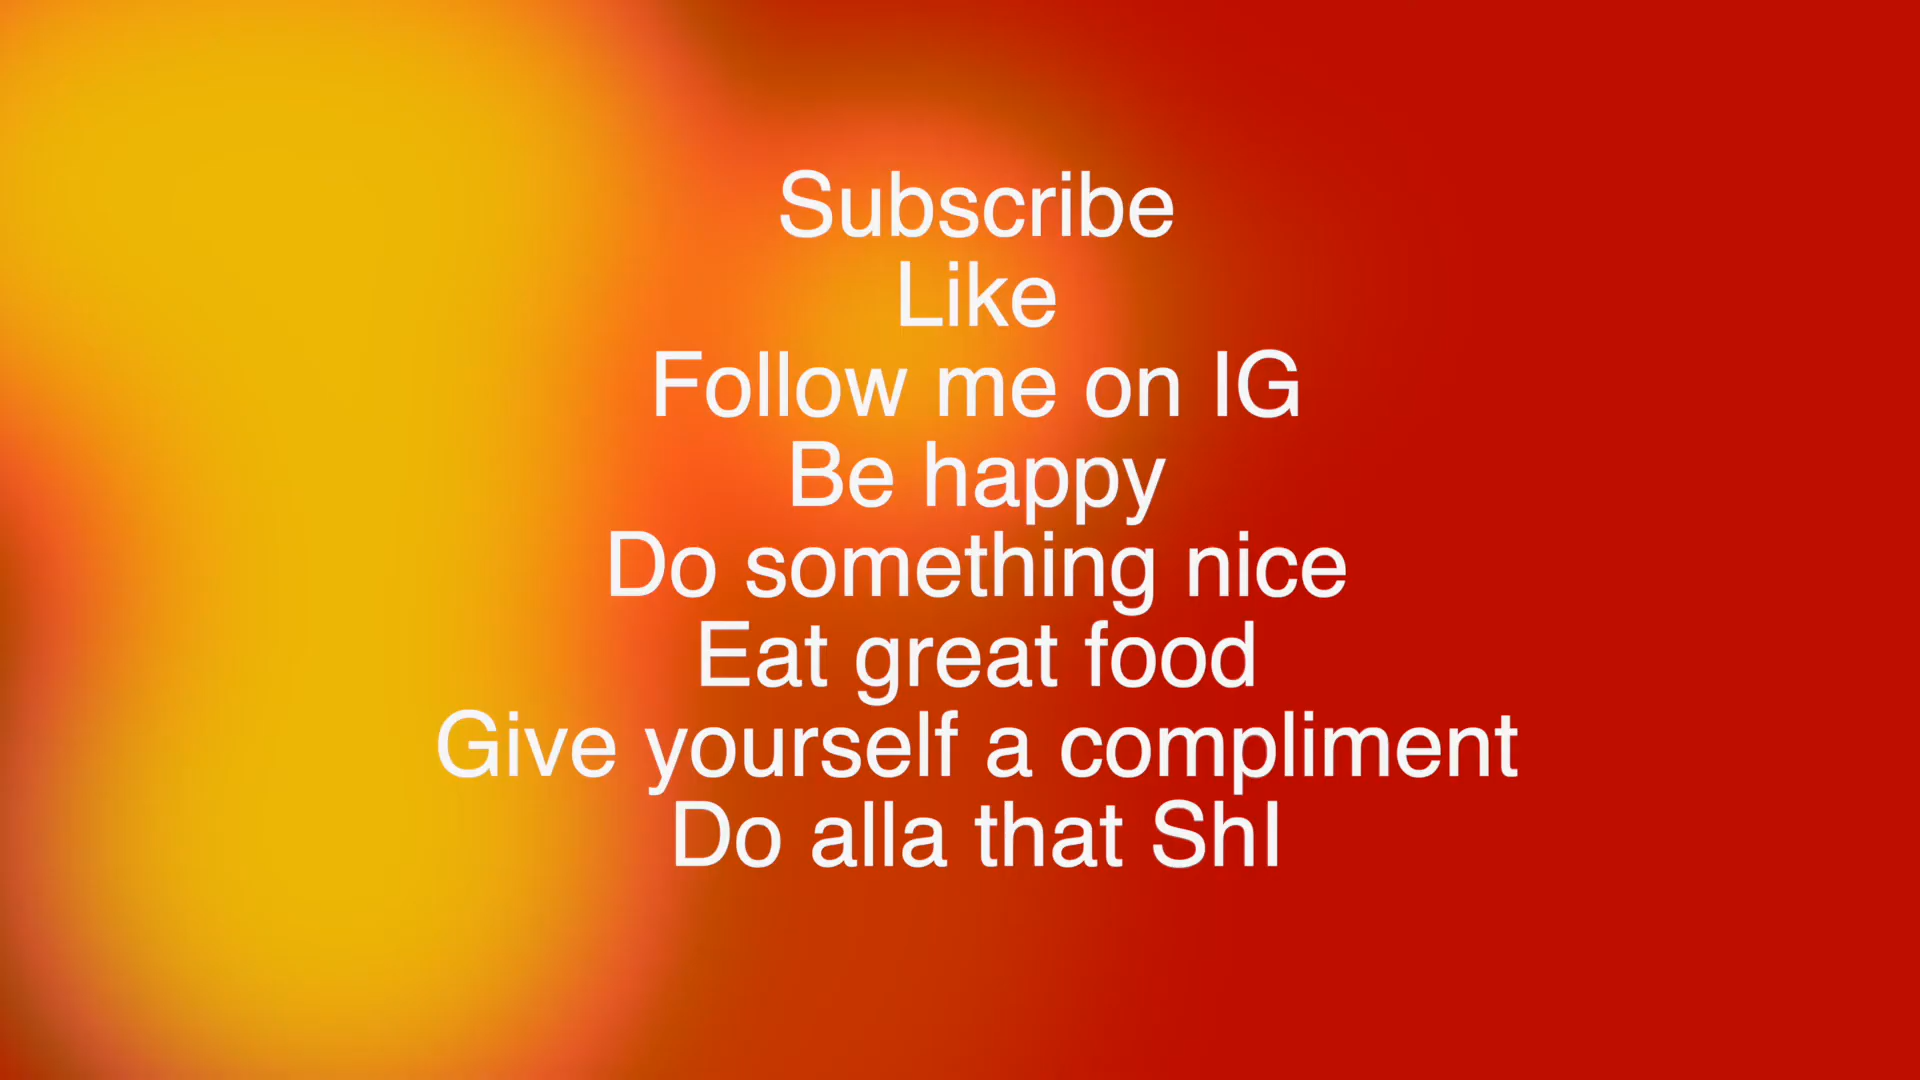 Subscribe
Like
Follow me on IG
Be happy
Do something nice
Eat great food
Give yourself a compliment
Do alla that ShI